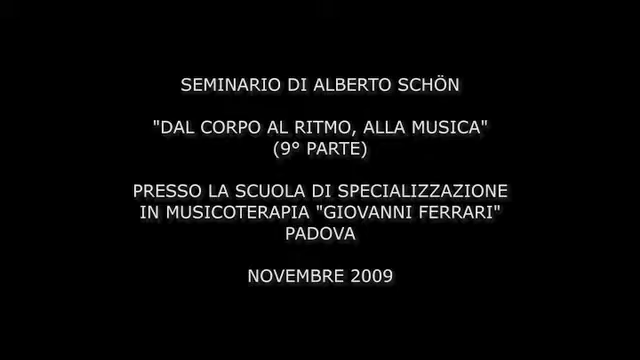 SEMINARIO DI ALBERTO SCHÖN
"DAL CORPO AL RITMO, ALLA MUSICA"
(9° PARTE)
PRESSO LA SCUOLA DI SPECIALIZZAZIONE
IN MUSICOTERAPIA "GIOVANNI FERRARI"
PADOVA
NOVEMBRE 2009